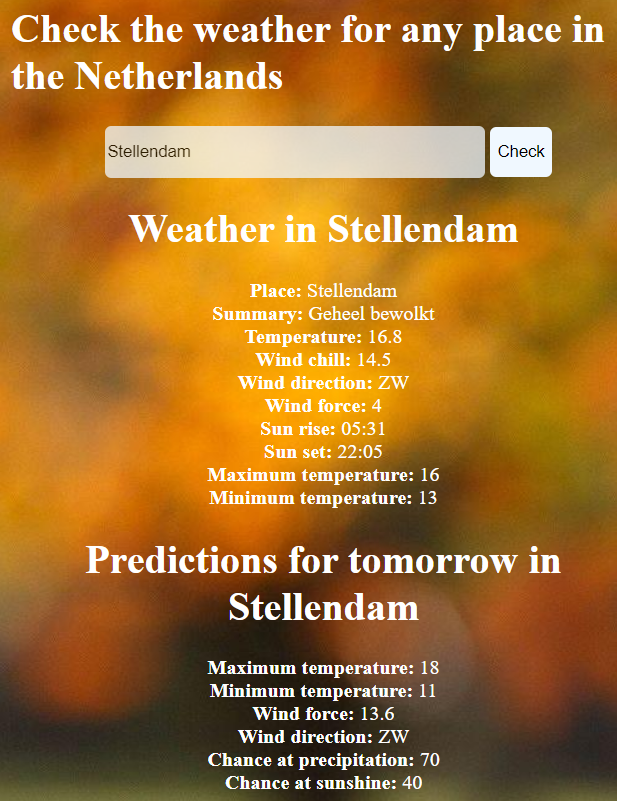 Check the weather for any place in
the Netherlands
Stellendam Check
Weather in Stellendam
Place: Stellendam
Summary: Geheel bewolkt
Temperature: 16.8
Wind chill: 14.5
Wind direction: ZW
Wind force: 4
Sun rise: 05:31
Sun set: 22:05
Maximum temperature: 16
Minimum temperature: 13
Predictions for tomorrow in
Stellendam
Maximum temperature: 18
Minimum temperature: 11
Wind force: 13.6
Wind direction: ZW
Chance at precipitation: 70
Chance at sunshine: 40